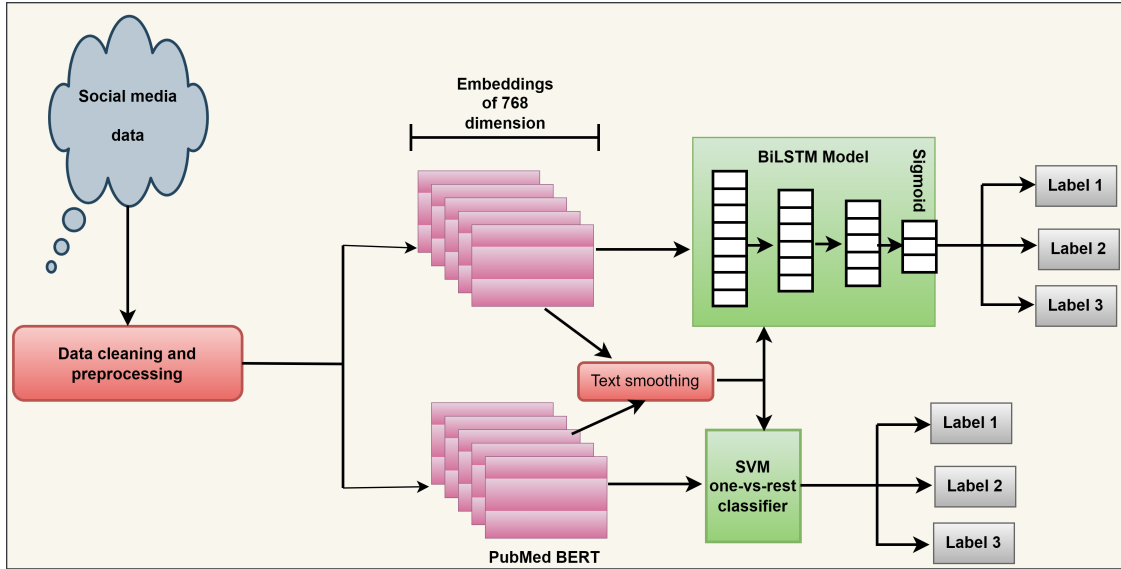 Social media
data
Embeddings
of 768
dimension
BiLSTM Model
Sigmoid
Label 1
Label 2
Label 3
Data cleaning and
preprocessing
Text smoothing
SVM
one-vs-rest
classifier
Label 1
Label 2
Label 3
PubMed BERT